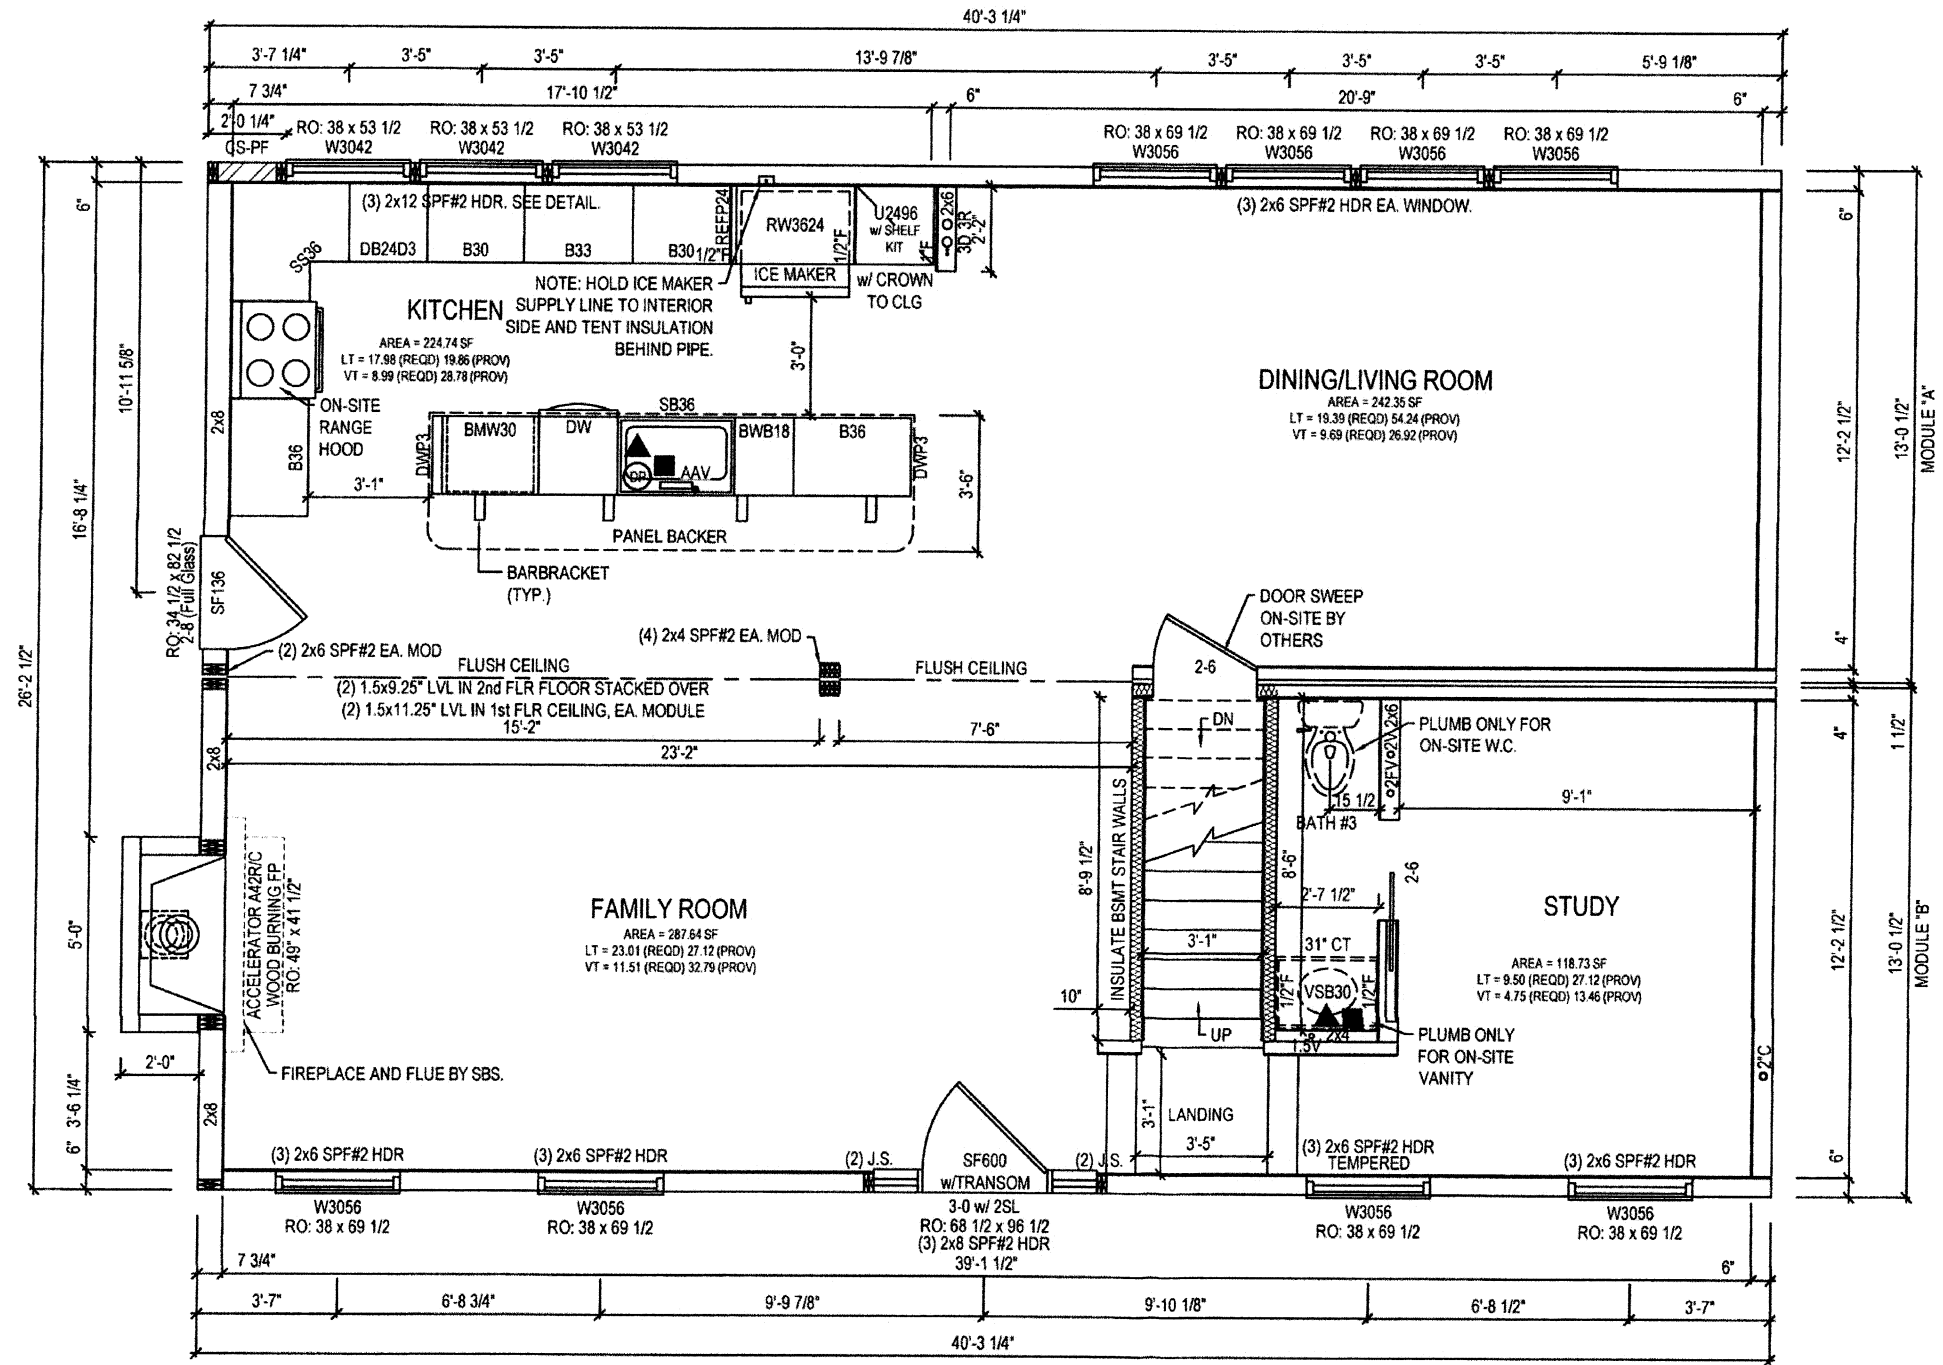 40'-3 1/4"
3'-7 1/4" 3'-5" 3'-5" 13'-9 7/8" 3'-5" 3'-5" 3'-5" 5'-9 1/8"
7 3/4" 17'-10 1/2" 6" 20'-9" 6"
2'-0 1/4"
CS-PF
RO: 38 x 53 1/2
W3042
RO: 38 x 53 1/2
W3042
RO: 38 x 53 1/2
W3042
RO: 38 x 69 1/2
W3056
RO: 38 x 69 1/2
W3056
RO: 38 x 69 1/2
W3056
RO: 38 x 69 1/2
W3056
(3) 2x12 SPF#2 HDR. SEE DETAIL.
(3) 2x6 SPF#2 HDR EA. WINDOW.
SS36
DB24D3
B30
B33
B30
1/2"F
REFP24
RW3624
1/2"F
U2496
w/ SHELF
KIT
1"F
2x6
3D 3R
2'-2"
ICE MAKER
w/ CROWN
TO CLG
NOTE: HOLD ICE MAKER
SUPPLY LINE TO INTERIOR
SIDE AND TENT INSULATION
BEHIND PIPE.
KITCHEN
AREA = 224.74 SF
LT = 17.98 (REQD) 19.86 (PROV)
VT = 8.99 (REQD) 28.78 (PROV)
3'-0"
ON-SITE
RANGE
HOOD
B36
3'-1"
DWP3
BMW30
DW
SB36
DP
AAV
BWB18
B36
DWP3
3'-6"
PANEL BACKER
BARBRACKET
(TYP.)
DINING/LIVING ROOM
AREA = 242.35 SF
LT = 19.39 (REQD) 54.24 (PROV)
VT = 9.69 (REQD) 26.92 (PROV)
6"
10'-11 5/8"
16'-8 1/4"
26'-2 1/2"
2x8
RO: 34 1/2 x 82 1/2
2-8 (Full Glass)
SF136
6"
12'-2 1/2"
13'-0 1/2"
MODULE "A"
4"
DOOR SWEEP
ON-SITE BY
OTHERS
2-6
(2) 2x6 SPF#2 EA. MOD
(4) 2x4 SPF#2 EA. MOD
FLUSH CEILING
FLUSH CEILING
(2) 1.5x9.25" LVL IN 2nd FLR FLOOR STACKED OVER
(2) 1.5x11.25" LVL IN 1st FLR CEILING, EA. MODULE
15'-2"
7'-6"
23'-2"
2x8
DN
PLUMB ONLY FOR
ON-SITE W.C.
2x6
2V
2FV
15 1/2
9'-1"
BATH #3
4"
1 1/2"
8'-9 1/2"
INSULATE BSMT STAIR WALLS
8'-6"
2'-7 1/2"
2-6
3'-1"
10"
UP
31" CT
1/2"F
VSB30
1/2"F
2x4
1.5V
PLUMB ONLY
FOR ON-SITE
VANITY
STUDY
AREA = 118.73 SF
LT = 9.50 (REQD) 27.12 (PROV)
VT = 4.75 (REQD) 13.46 (PROV)
2"C
12'-2 1/2"
13'-0 1/2"
MODULE "B"
6"
FAMILY ROOM
AREA = 287.64 SF
LT = 23.01 (REQD) 27.12 (PROV)
VT = 11.51 (REQD) 32.79 (PROV)
5'-0"
ACCELERATOR A42R/C
WOOD BURNING FP
RO: 49" x 41 1/2"
FIREPLACE AND FLUE BY SBS.
2'-0"
3'-6 1/4"
6"
2x8
3'-1"
LANDING
3'-5"
(3) 2x6 SPF#2 HDR
(3) 2x6 SPF#2 HDR
(2) J.S.
SF600
w/TRANSOM
(2) J.S.
(3) 2x6 SPF#2 HDR
TEMPERED
(3) 2x6 SPF#2 HDR
W3056
RO: 38 x 69 1/2
W3056
RO: 38 x 69 1/2
3-0 w/ 2SL
RO: 68 1/2 x 96 1/2
(3) 2x8 SPF#2 HDR
W3056
RO: 38 x 69 1/2
W3056
RO: 38 x 69 1/2
7 3/4" 39'-1 1/2" 6"
3'-7" 6'-8 3/4" 9'-9 7/8" 9'-10 1/8" 6'-8 1/2" 3'-7"
40'-3 1/4"